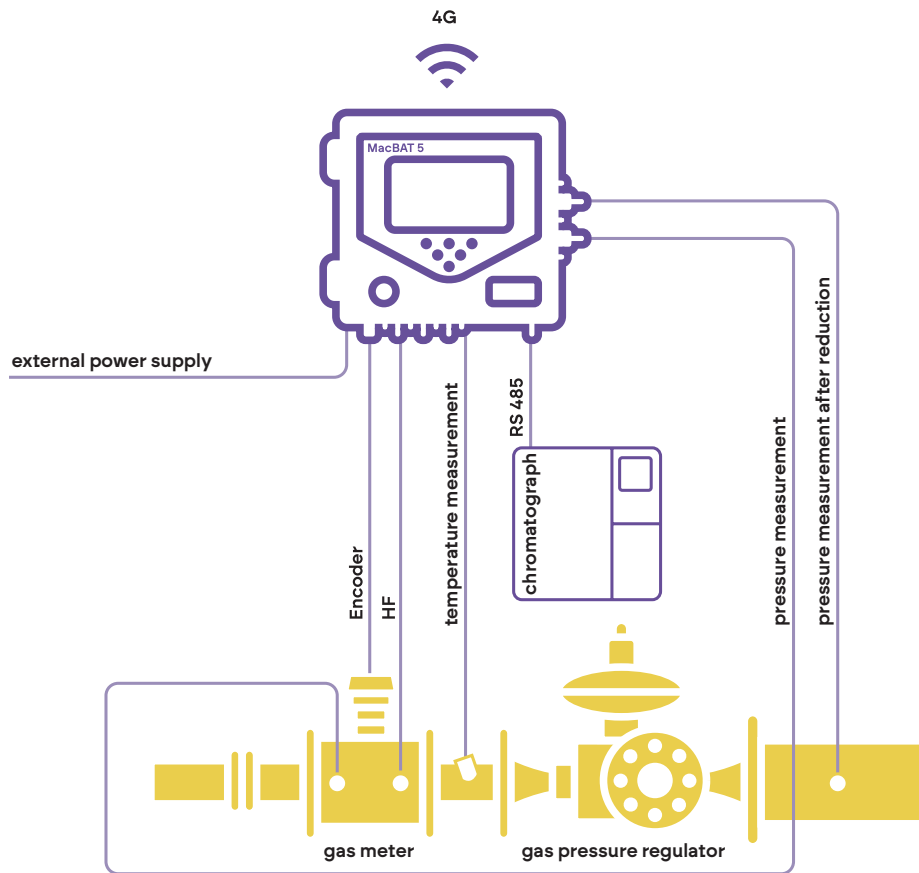 4G
MacBAT 5
external power supply
Encoder
HF
temperature measurement
RS 485
chromatograph
pressure measurement
pressure measurement after reduction
gas meter
gas pressure regulator